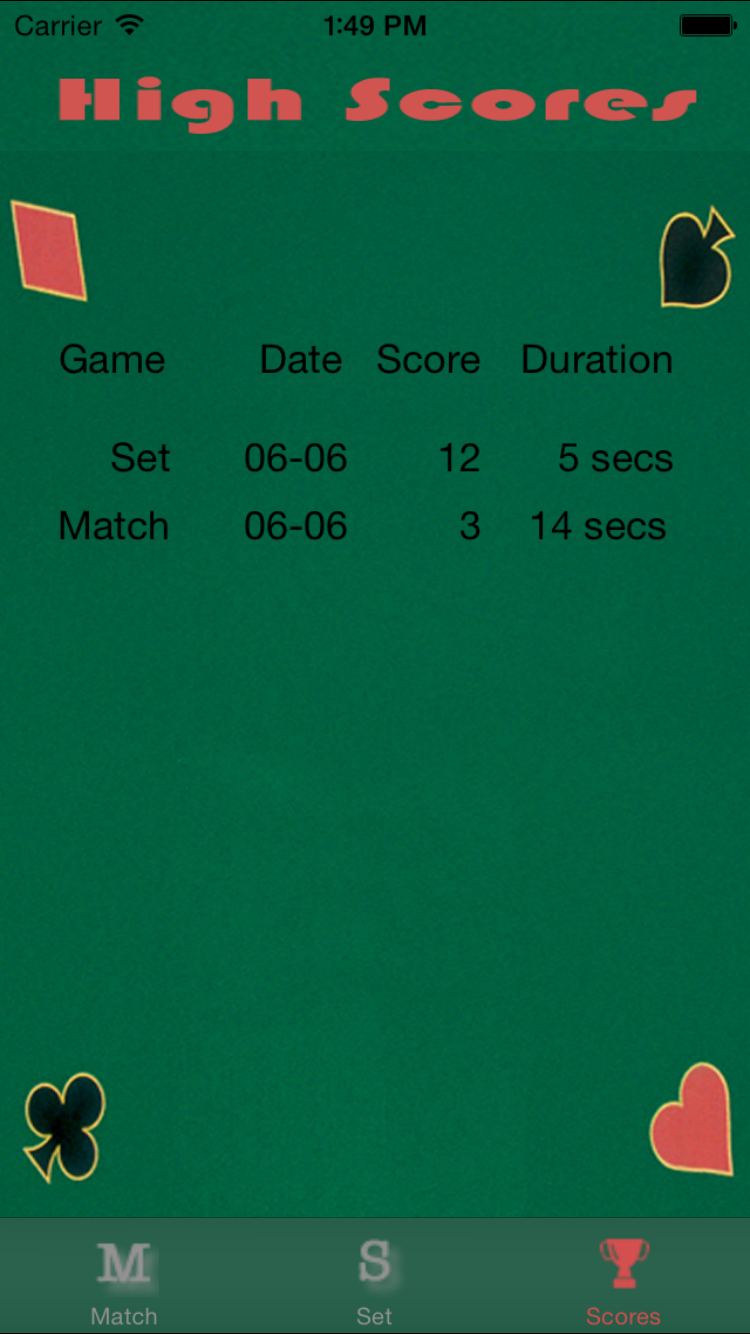 Carrier 1:49 PM
High Scores
Game Date Score Duration
Set 06-06 12 5 secs
Match 06-06 3 14 secs
M S
Match Set Scores